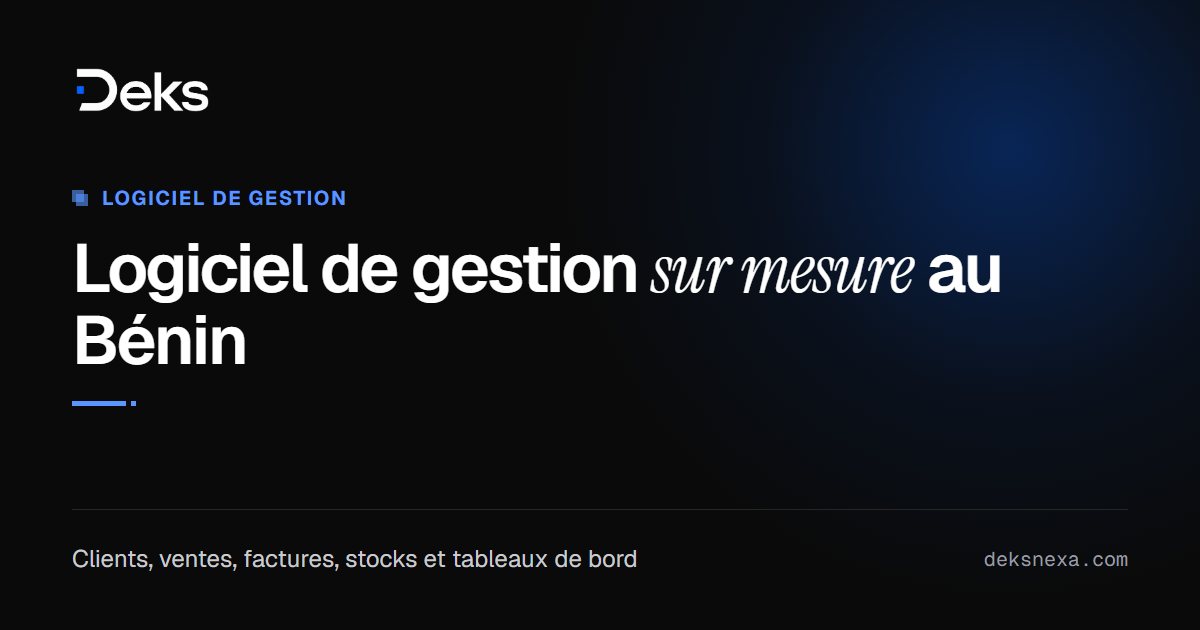 Deks
LOGICIEL DE GESTION
Logiciel de gestion sur mesure au
Bénin
Clients, ventes, factures, stocks et tableaux de bord
deksnexa.com